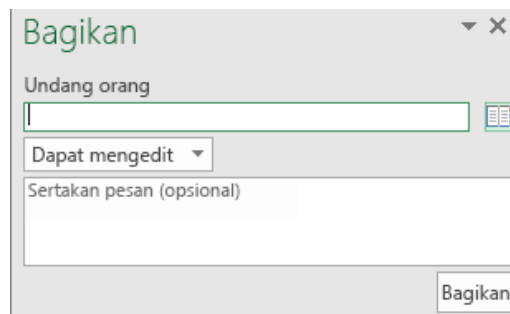 Bagikan
Undang orang
Dapat mengedit
Sertakan pesan (opsional)
Bagikan